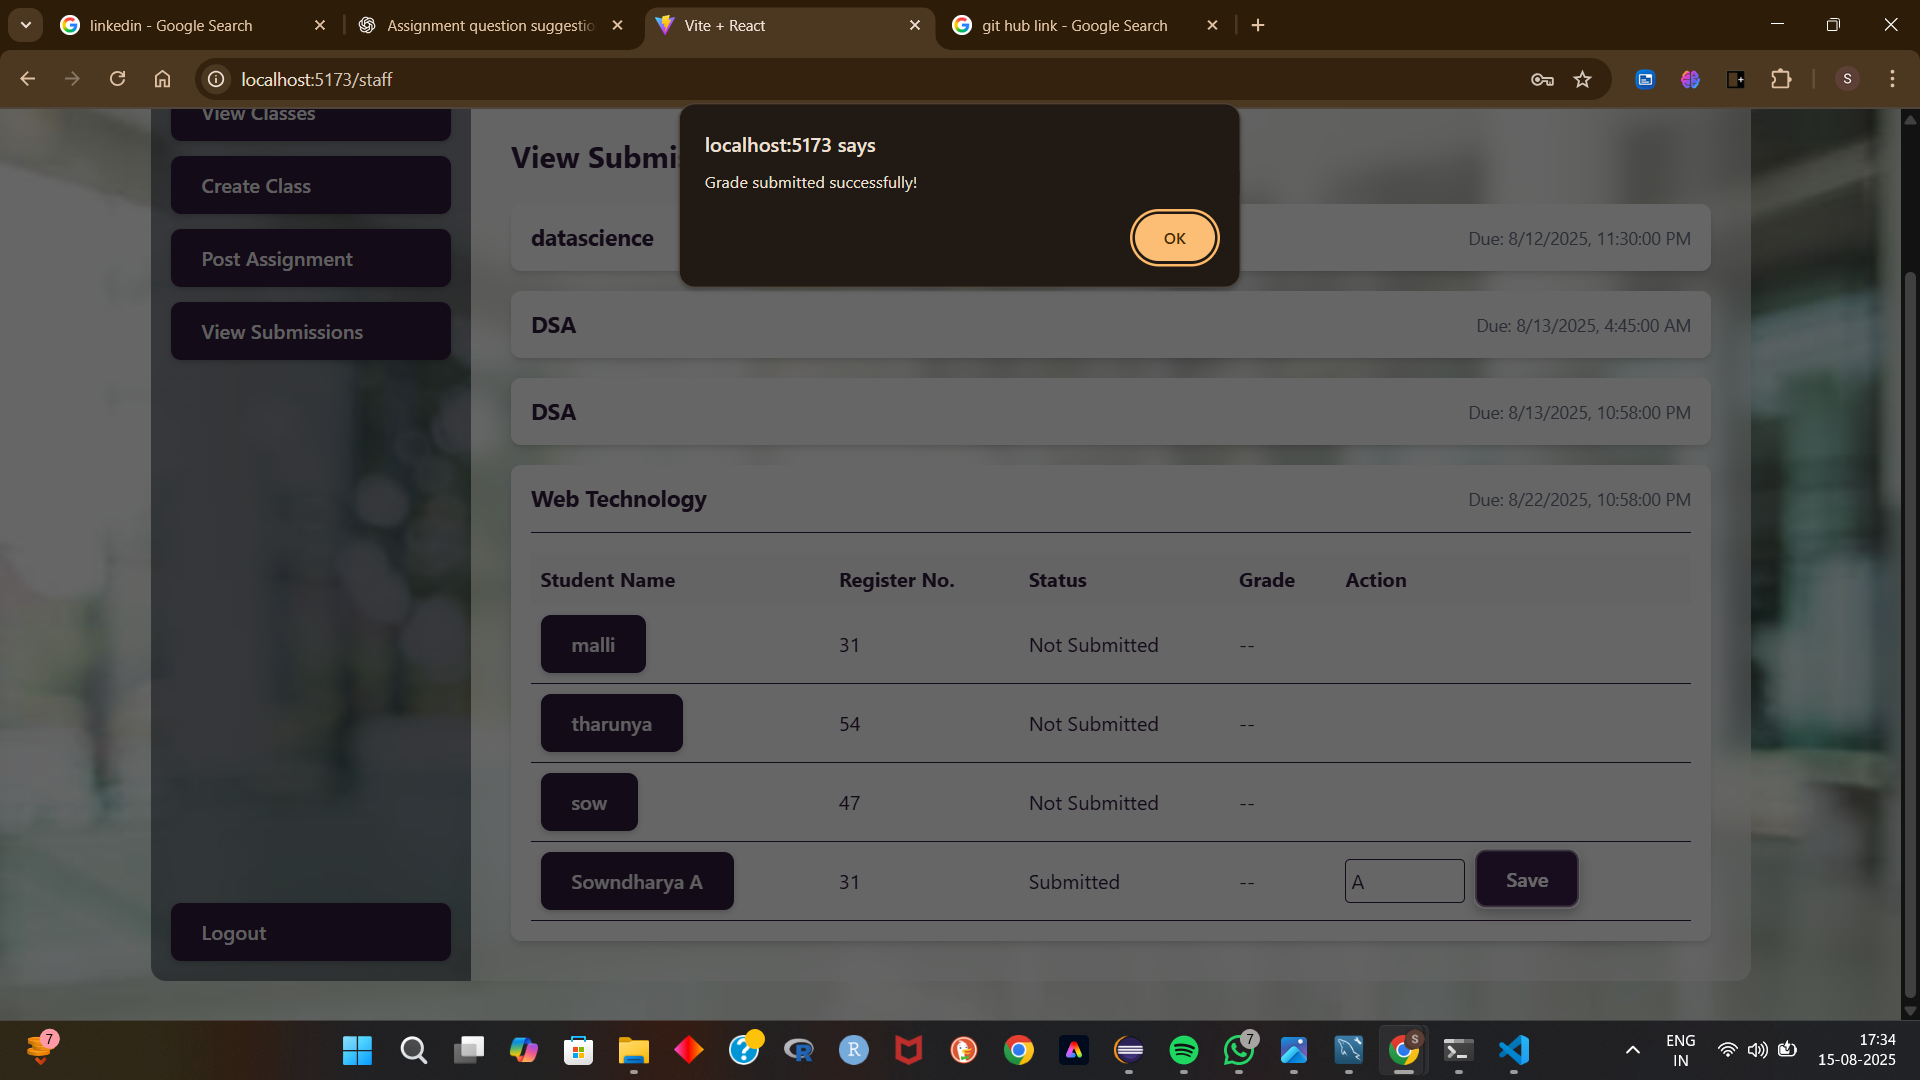 linkedin - Google Search
Assignment question suggestio
Vite + React
git hub link - Google Search
localhost:5173/staff
S
View Classes
Create Class
Post Assignment
View Submissions
Logout
View Submi
localhost:5173 says
Grade submitted successfully!
OK
datascience
Due: 8/12/2025, 11:30:00 PM
DSA
Due: 8/13/2025, 4:45:00 AM
DSA
Due: 8/13/2025, 10:58:00 PM
Web Technology
Due: 8/22/2025, 10:58:00 PM
Student Name Register No. Status Grade Action
malli 31 Not Submitted --
tharunya 54 Not Submitted --
sow 47 Not Submitted --
Sowndharya A 31 Submitted -- A Save
7
R
R
7
S
ENG
IN
17:34
15-08-2025